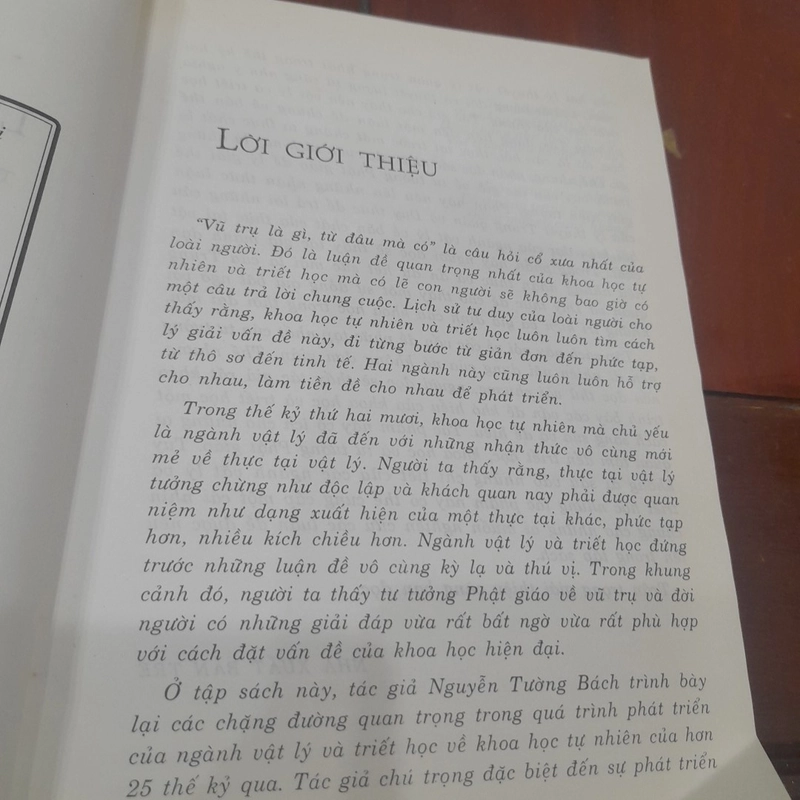 LỜI GIỚI THIỆU
"Vũ trụ là gì, từ đâu mà có" là câu hỏi cổ xưa nhất của
loài người. Đó là luận đề quan trọng nhất của khoa học tự
nhiên và triết học mà có lẽ con người sẽ không bao giờ có
một câu trả lời chung cuộc. Lịch sử tư duy của loài người cho
thấy rằng, khoa học tự nhiên và triết học luôn luôn tìm cách
lý giải vấn đề này, đi từng bước từ giản đơn đến phức tạp,
từ thô sơ đến tinh tế. Hai ngành này cũng luôn luôn hỗ trợ
cho nhau, làm tiền đề cho nhau để phát triển.
Trong thế kỷ thứ hai mươi, khoa học tự nhiên mà chủ yếu
là ngành vật lý đã đến với những nhận thức vô cùng mới
mẻ về thực tại vật lý. Người ta thấy rằng, thực tại vật lý
tưởng chừng như độc lập và khách quan nay phải được quan
niệm như dạng xuất hiện của một thực tại khác, phức tạp
hơn, nhiều kích chiều hơn. Ngành vật lý và triết học đứng
trước những luận đề vô cùng kỳ lạ và thú vị. Trong khung
cảnh đó, người ta thấy tư tưởng Phật giáo về vũ trụ và đời
người có những giải đáp vừa rất bất ngờ vừa rất phù hợp
với cách đặt vấn đề của khoa học hiện đại.
Ở tập sách này, tác giả Nguyễn Tường Bách trình bày
lại các chặng đường quan trọng trong quá trình phát triển
của ngành vật lý và triết học về khoa học tự nhiên của hơn
25 thế kỷ qua. Tác giả chú trọng đặc biệt đến sự phát triển